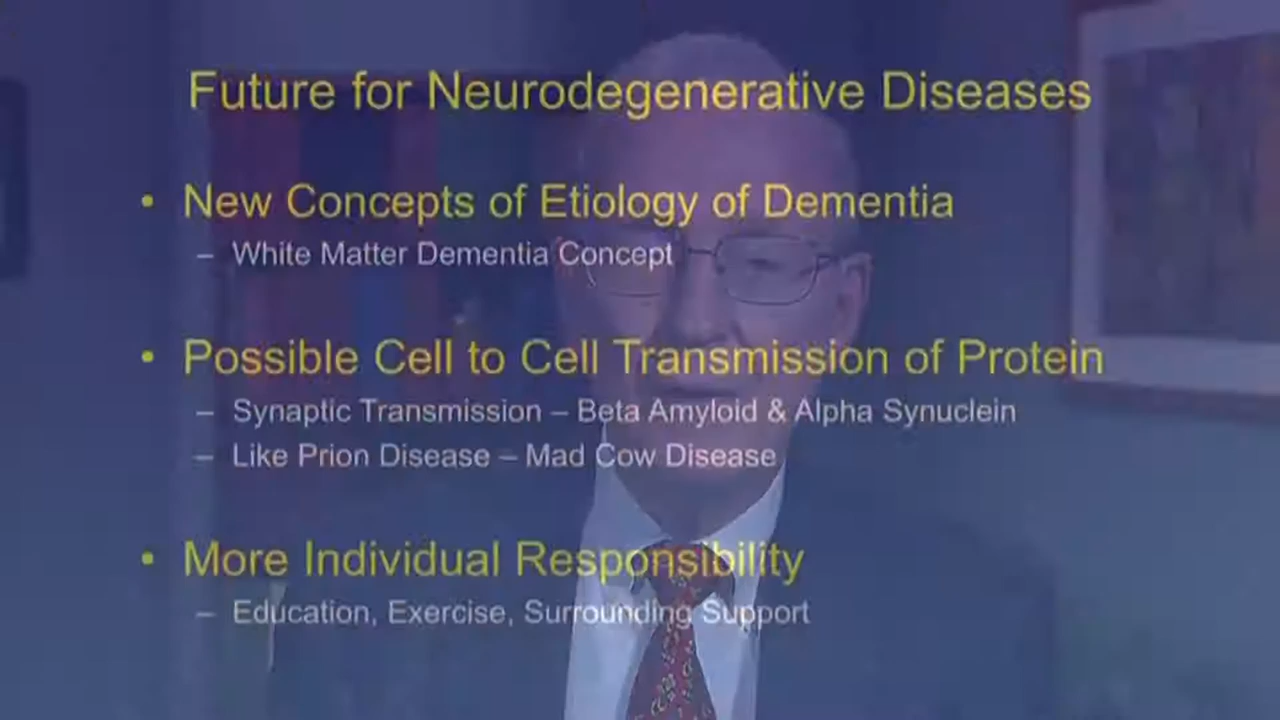 Future for Neurodegenerative Diseases
• New Concepts of Etiology of Dementia
– White Matter Dementia Concept
• Possible Cell to Cell Transmission of Protein
– Synaptic Transmission – Beta Amyloid & Alpha Synuclein
– Like Prion Disease – Mad Cow Disease
• More Individual Responsibility
– Education, Exercise, Surrounding Support